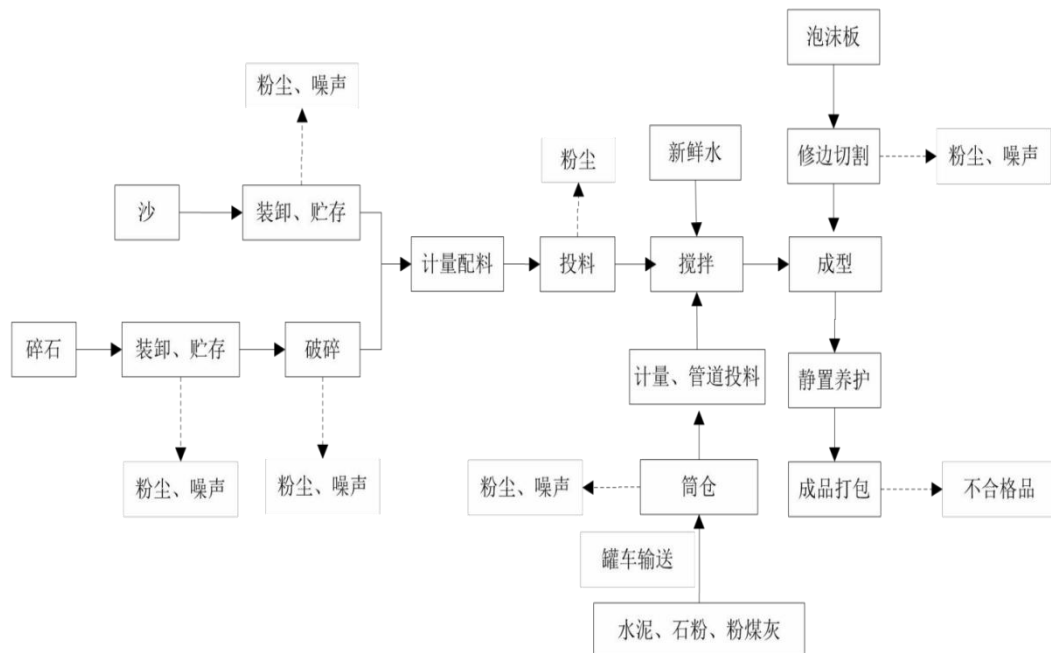 泡沫板
粉尘、噪声
粉尘
新鲜水
修边切割
粉尘、噪声
沙
装卸、贮存
计量配料
投料
搅拌
成型
碎石
装卸、贮存
破碎
计量、管道投料
静置养护
粉尘、噪声
粉尘、噪声
粉尘、噪声
筒仓
成品打包
不合格品
罐车输送
水泥、石粉、粉煤灰